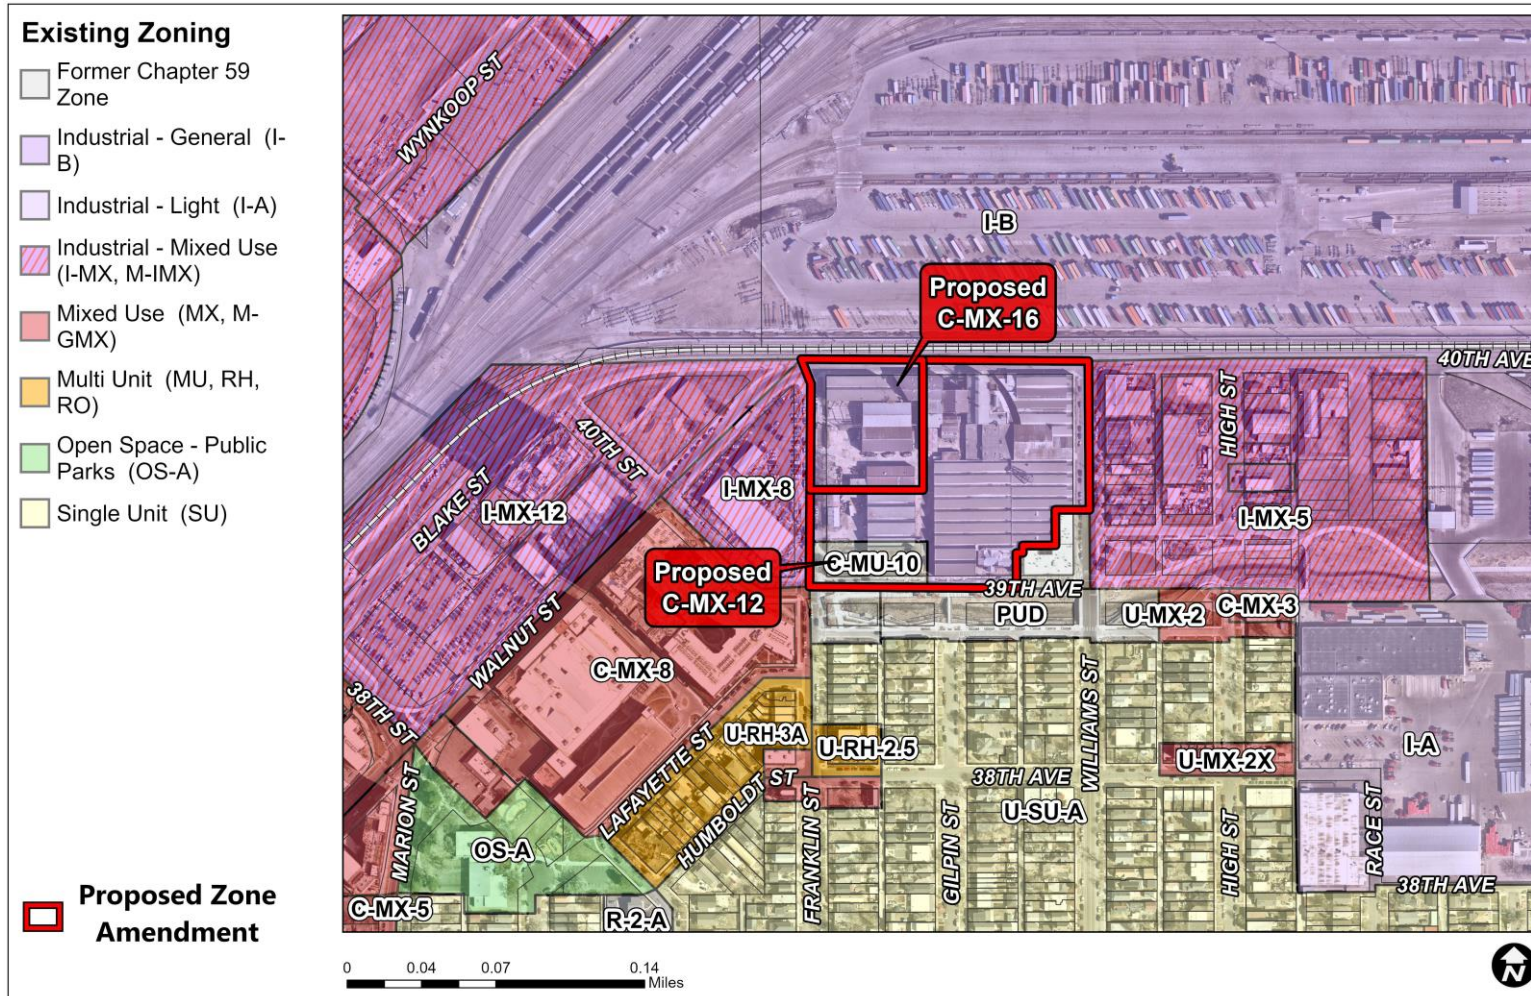 Existing Zoning
Former Chapter 59
Zone
Industrial - General (I-
B)
Industrial - Light (I-A)
Industrial - Mixed Use
(I-MX, M-IMX)
Mixed Use (MX, M-
GMX)
Multi Unit (MU, RH,
RO)
Open Space - Public
Parks (OS-A)
Single Unit (SU)
Proposed Zone
Amendment
WYNKOOP ST
I-B
Proposed
C-MX-16
40TH AVE
40TH ST
HIGH ST
I-MX-8
BLAKE ST
I-MX-12
I-MX-5
C-MU-10
Proposed
C-MX-12
39TH AVE
PUD
U-MX-2
C-MX-3
WALNUT ST
C-MX-8
38TH ST
WILLIAMS ST
LAFAYETTE ST
U-RH-3A
U-RH-2.5
I-A
U-MX-2X
38TH AVE
HUMBOLDT ST
U-SU-A
MARION ST
OS-A
FRANKLIN ST
GILPIN ST
HIGH ST
RACE ST
38TH AVE
C-MX-5
R-2-A
0 0.04 0.07 0.14
Miles
N